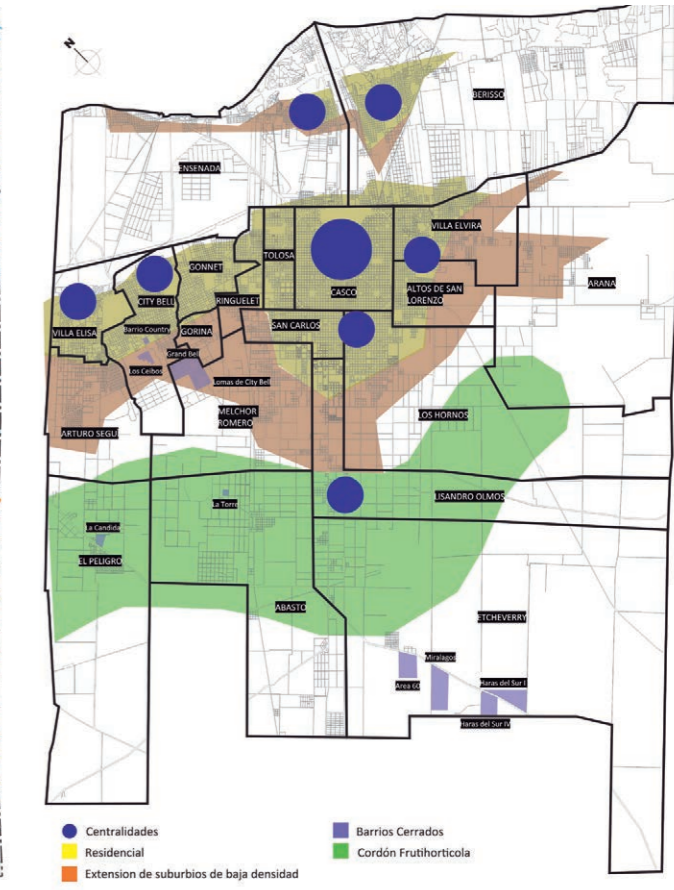 N
BERISSO
ENSENADA
VILLA ELVIRA
GONNET
TOLOSA
CITY BELL
CASCO
ALTOS DE SAN
LORENZO
ARANA
RINGUELET
VILLA ELISA
Barrio Country
GORINA
SAN CARLOS
Grand Bell
Los Ceibos
Lomas de City Bell
MELCHOR
ROMERO
LOS HORNOS
ARTURO SEGUÍ
LISANDRO OLMOS
La Torre
La Candida
EL PELIGRO
ABASTO
ETCHEVERRY
Miralagos
Area 60
Haras del Sur I
Haras del Sur IV
Centralidades
Residencial
Extension de suburbios de baja densidad
Barrios Cerrados
Cordón Frutihorticola